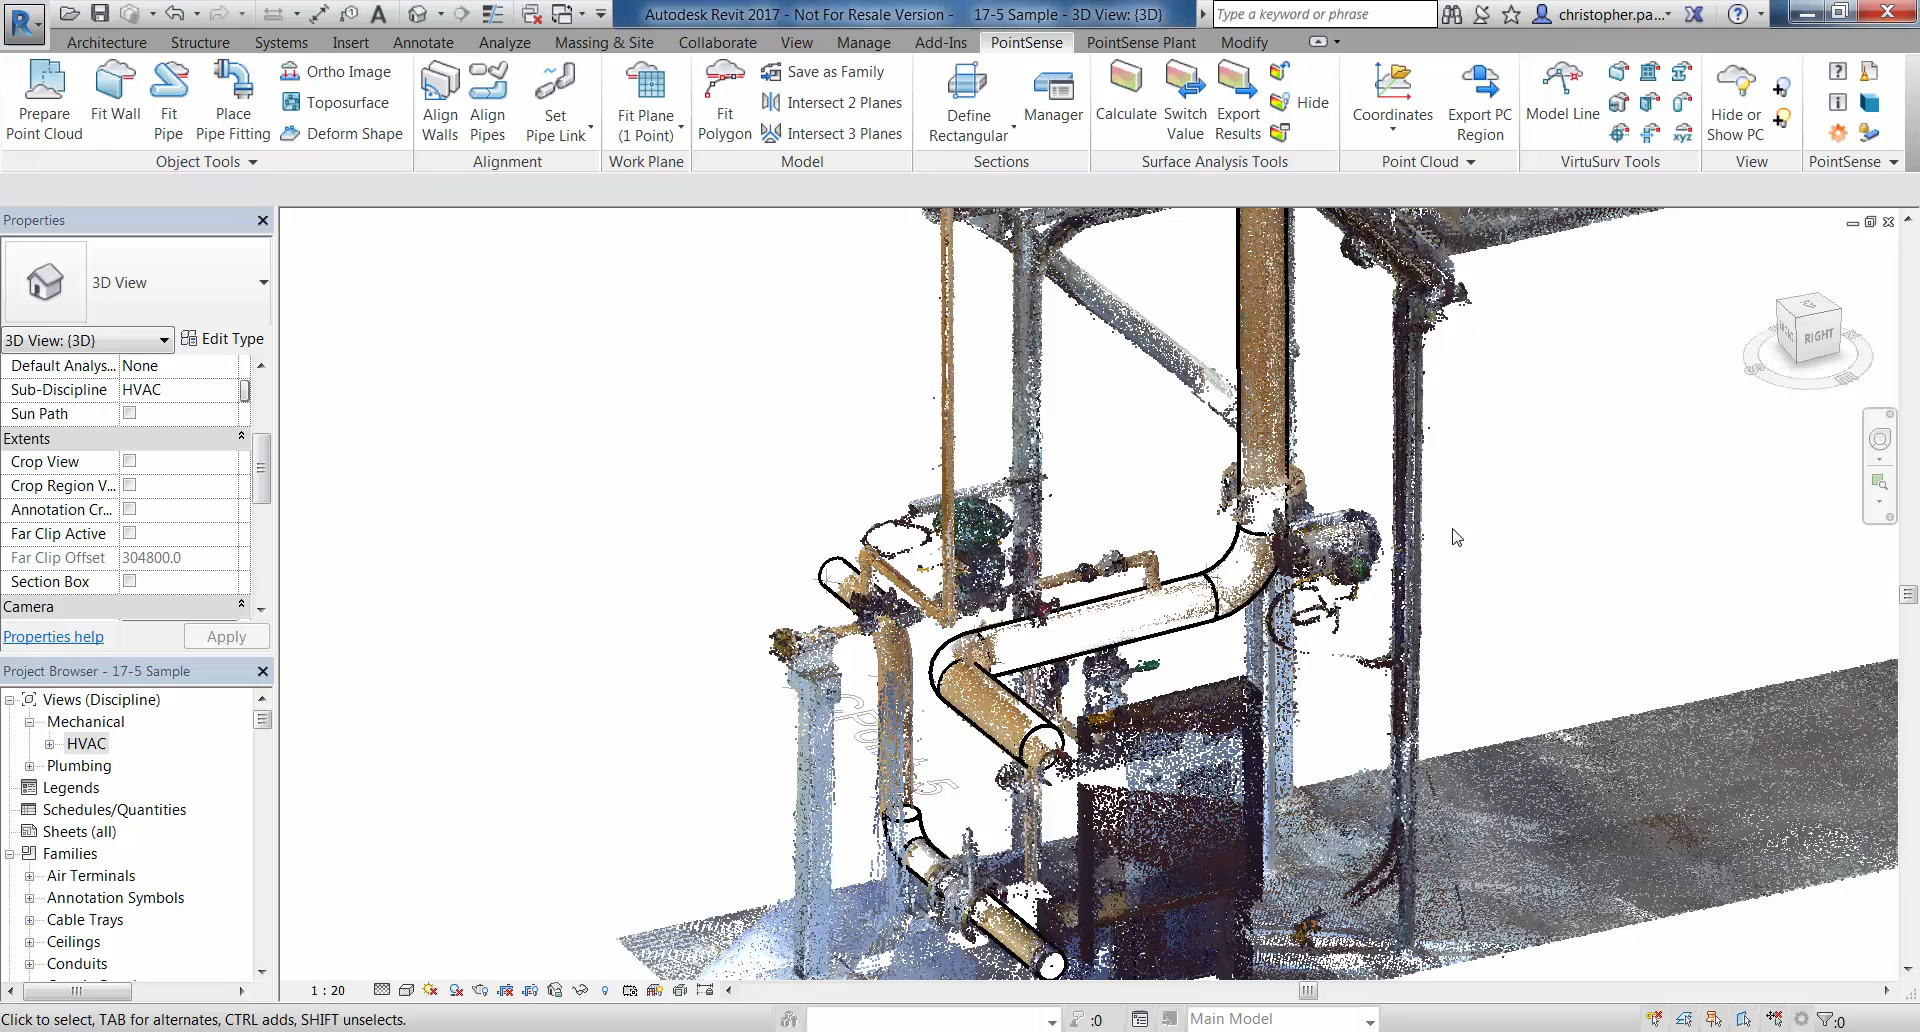 Autodesk Revit 2017 - Not For Resale Version - 17-5 Sample - 3D View: {3D}
Type a keyword or phrase
christopher.pa...
Architecture Structure Systems Insert Annotate Analyze Massing & Site Collaborate View Manage Add-Ins PointSense PointSense Plant Modify
Prepare Point Cloud
Fit Wall
Fit Pipe
Place Pipe Fitting
Ortho Image
Toposurface
Deform Shape
Align Walls
Align Pipes
Set Pipe Link
Fit Plane (1 Point)
Fit Polygon
Save as Family
Intersect 2 Planes
Intersect 3 Planes
Define Rectangular
Manager
Calculate
Switch Value
Export Results
Hide
Coordinates
Export PC Region
Model Line
xyz
Hide or Show PC
Object Tools Alignment Work Plane Model Sections Surface Analysis Tools Point Cloud VirtuSurv Tools View PointSense
Properties
3D View
3D View: {3D}
Edit Type
Default Analys... None
Sub-Discipline HVAC
Sun Path
Extents
Crop View
Crop Region V...
Annotation Cr...
Far Clip Active
Far Clip Offset 304800.0
Section Box
Camera
Properties help
Apply
Project Browser - 17-5 Sample
Views (Discipline)
Mechanical
HVAC
Plumbing
Legends
Schedules/Quantities
Sheets (all)
Families
Air Terminals
Annotation Symbols
Cable Trays
Ceilings
Conduits
RIGHT
1 : 20
Click to select, TAB for alternates, CTRL adds, SHIFT unselects.
:0
Main Model
:0